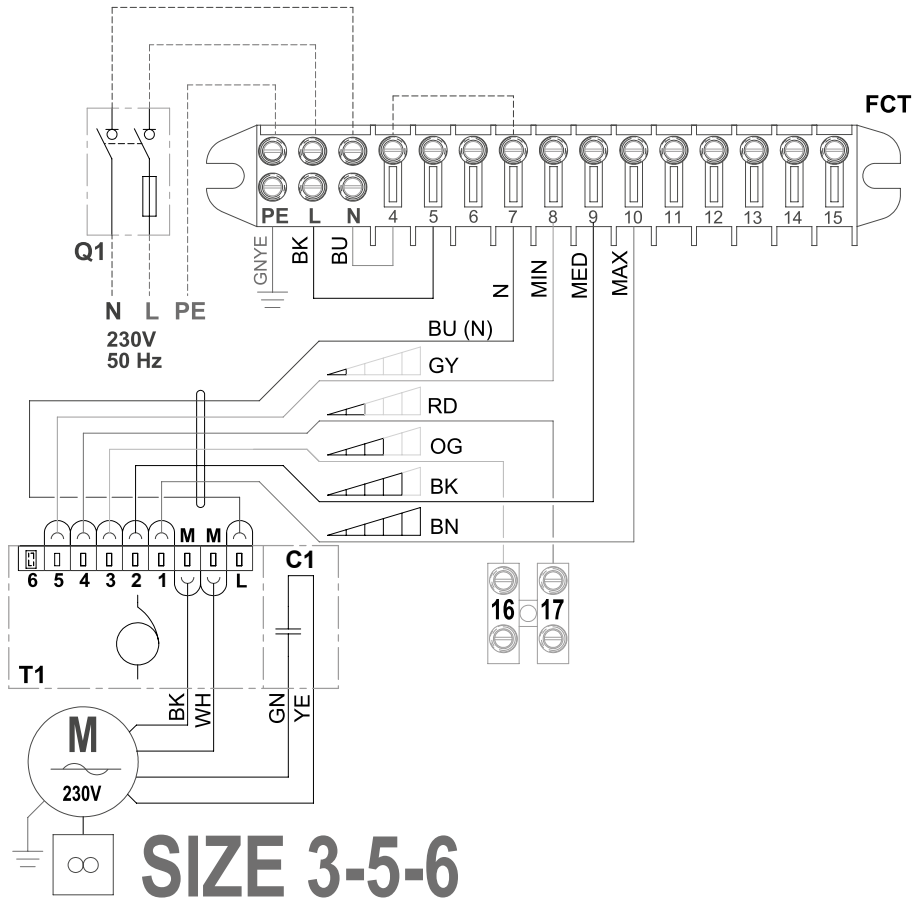 FCT
PE L N 4 5 6 7 8 9 10 11 12 13 14 15
Q1
GNYE
BK
BU
N
MIN
MED
MAX
N L PE
230V
50 Hz
BU (N)
GY
RD
OG
BK
BN
M M
C1
6 5 4 3 2 1 L
16 17
T1
BK
WH
GN
YE
M
230V
SIZE 3-5-6